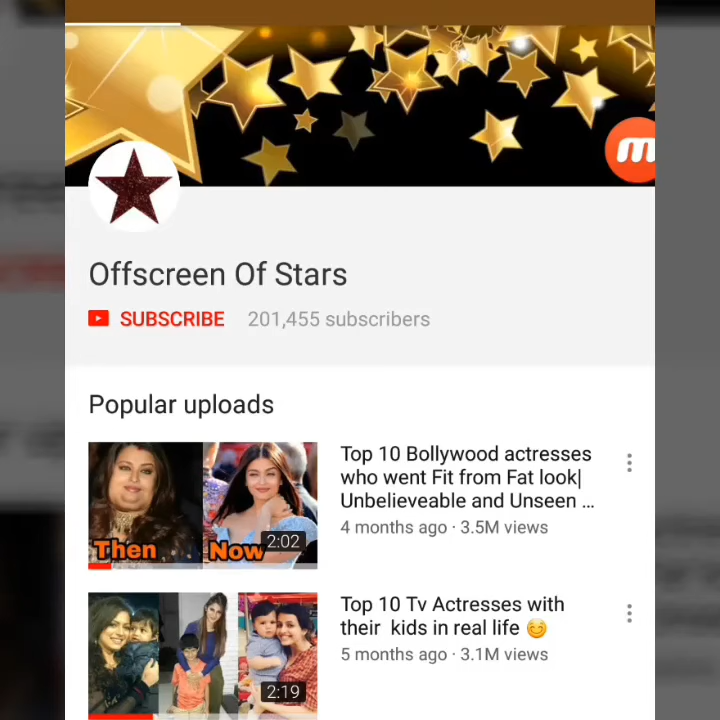 m
Offscreen Of Stars
SUBSCRIBE 201,455 subscribers
Popular uploads
Then Now 2:02
Top 10 Bollywood actresses
who went Fit from Fat look|
Unbelieveable and Unseen ...
4 months ago · 3.5M views
2:19
Top 10 Tv Actresses with
their kids in real life 😊
5 months ago · 3.1M views